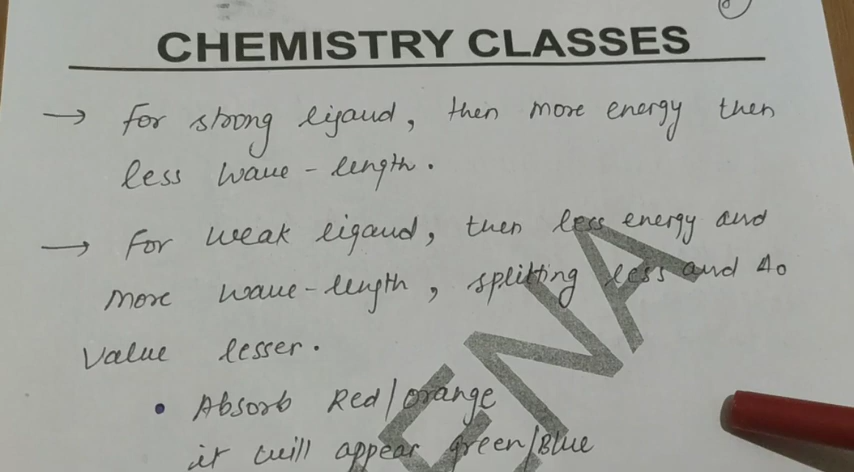 CHEMISTRY CLASSES
→ For strong ligand, then more energy then
less wave-length.
→ For weak ligand, then less energy and
more wave-length, splitting less and Δo
value lesser.
• Absorb Red/orange
it will appear green/Blue
ENA